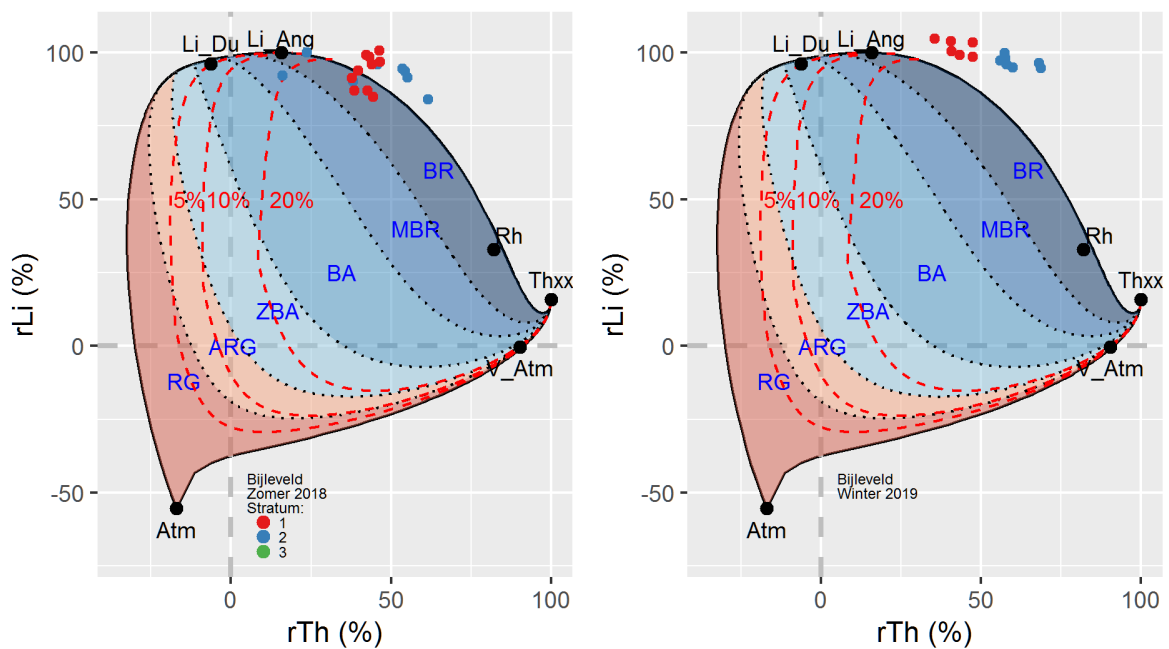 rLi (%)
100
50
0
-50
Li_Du
Li_Ang
5%
10%
20%
BR
MBR
Rh
BA
Thxx
ZBA
ARG
V_Atm
RG
Atm
Bijleveld
Zomer 2018
Stratum:
1
2
3
0
50
100
rTh (%)
rLi (%)
100
50
0
-50
Li_Du
Li_Ang
5%
10%
20%
BR
MBR
Rh
BA
Thxx
ZBA
ARG
V_Atm
RG
Atm
Bijleveld
Winter 2019
0
50
100
rTh (%)